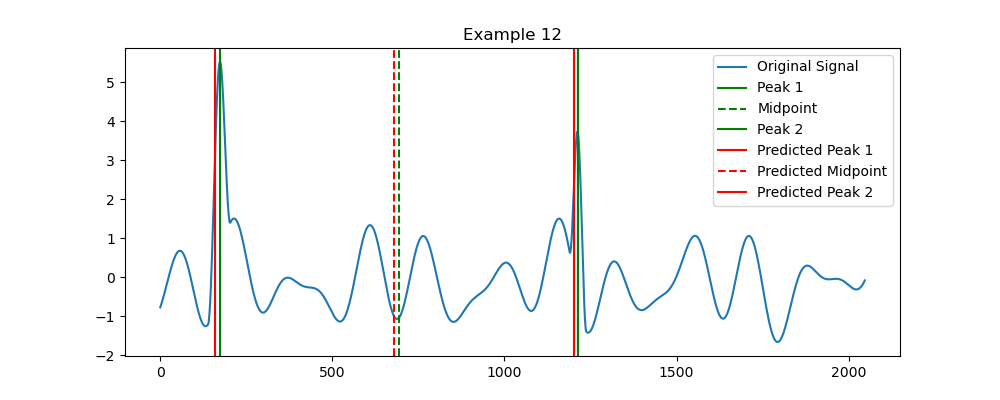 Example 12
Original Signal
Peak 1
Midpoint
Peak 2
Predicted Peak 1
Predicted Midpoint
Predicted Peak 2
5
4
3
2
1
0
−1
−2
0 500 1000 1500 2000